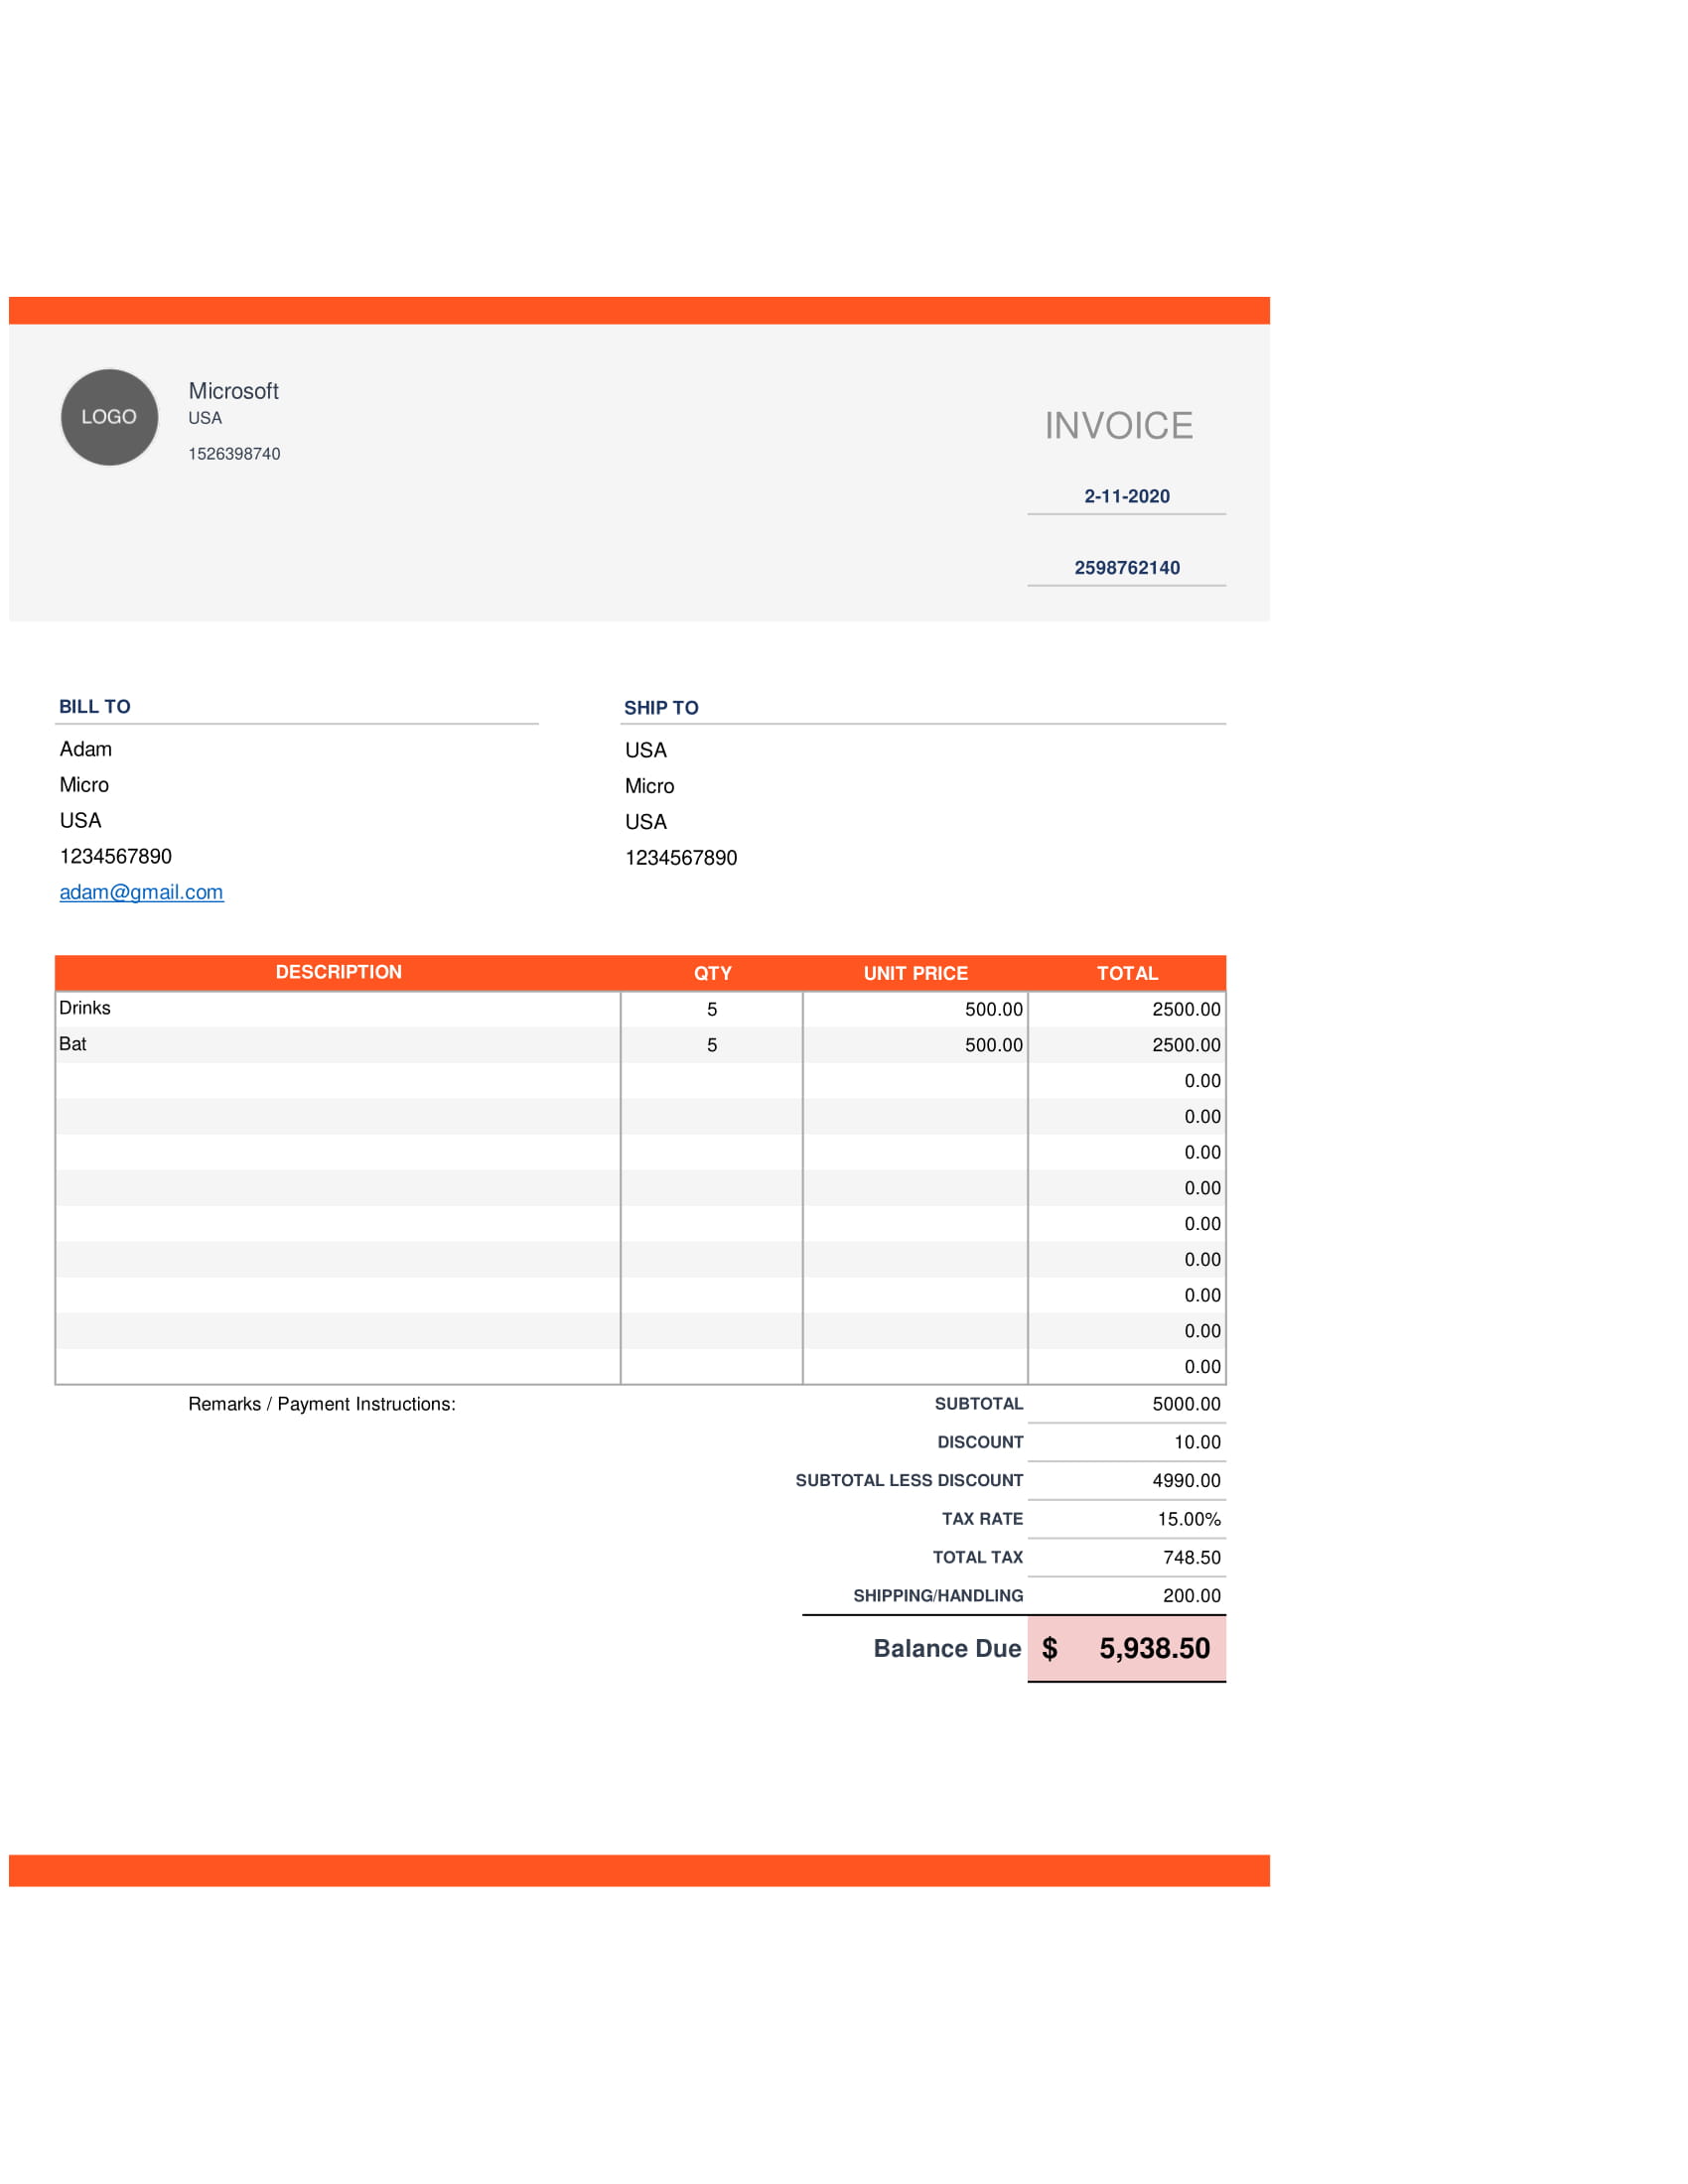 LOGO
Microsoft
USA
1526398740
INVOICE
2-11-2020
2598762140
BILL TO
Adam
Micro
USA
1234567890
adam@gmail.com
SHIP TO
USA
Micro
USA
1234567890
DESCRIPTION QTY UNIT PRICE TOTAL
Drinks 5 500.00 2500.00
Bat 5 500.00 2500.00
0.00
0.00
0.00
0.00
0.00
0.00
0.00
0.00
0.00
Remarks / Payment Instructions:
SUBTOTAL 5000.00
DISCOUNT 10.00
SUBTOTAL LESS DISCOUNT 4990.00
TAX RATE 15.00%
TOTAL TAX 748.50
SHIPPING/HANDLING 200.00
Balance Due $ 5,938.50